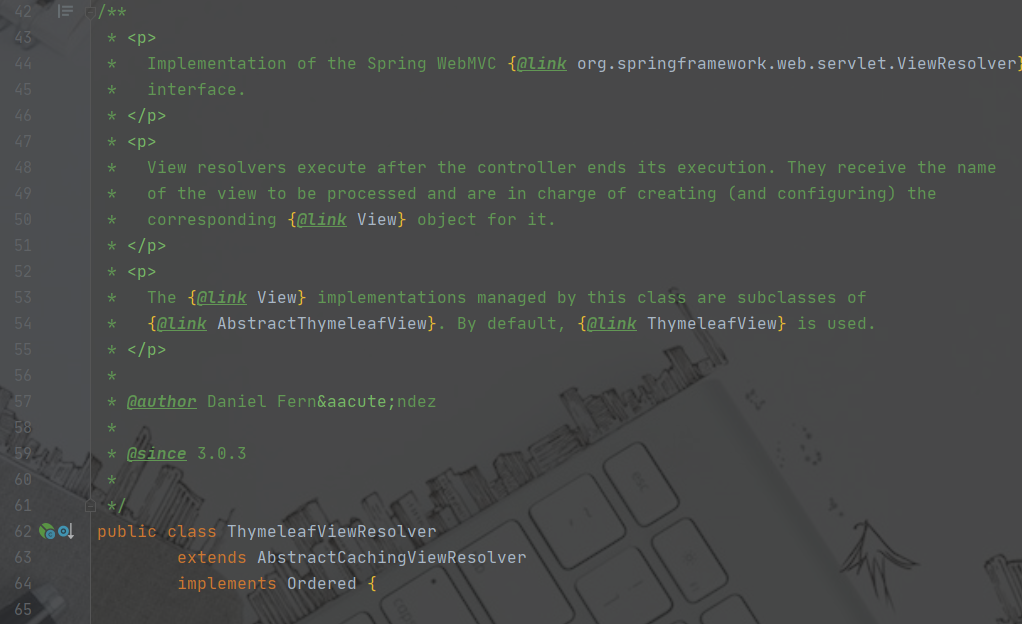 42 /**
43 * <p>
44 * Implementation of the Spring WebMVC {@link org.springframework.web.servlet.ViewResolver}
45 * interface.
46 * </p>
47 * <p>
48 * View resolvers execute after the controller ends its execution. They receive the name
49 * of the view to be processed and are in charge of creating (and configuring) the
50 * corresponding {@link View} object for it.
51 * </p>
52 * <p>
53 * The {@link View} implementations managed by this class are subclasses of
54 * {@link AbstractThymeleafView}. By default, {@link ThymeleafView} is used.
55 * </p>
56 *
57 * @author Daniel Fern&aacute;ndez
58 *
59 * @since 3.0.3
60 *
61 */
62 public class ThymeleafViewResolver
63 extends AbstractCachingViewResolver
64 implements Ordered {
65